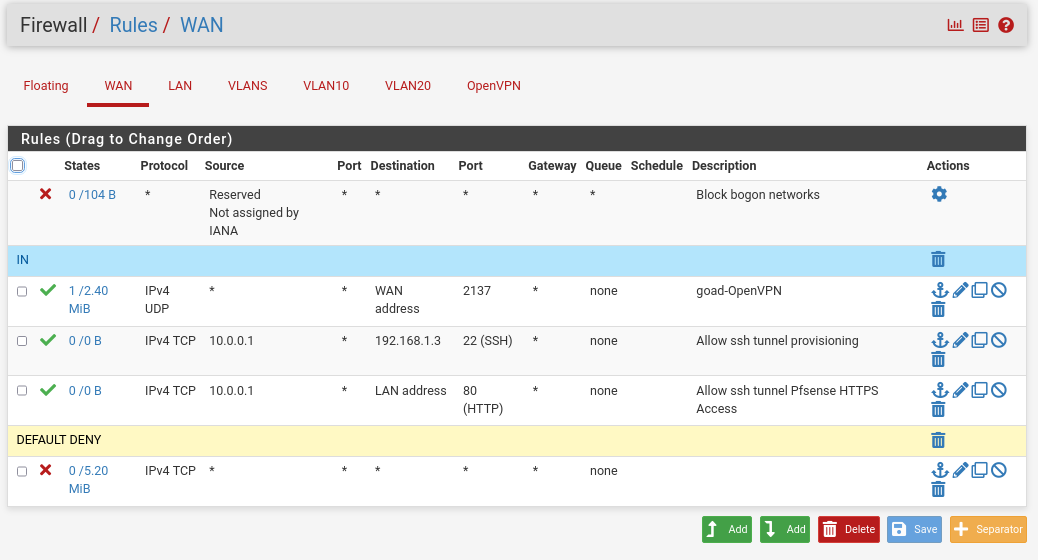 Firewall / Rules / WAN
Floating WAN LAN VLANS VLAN10 VLAN20 OpenVPN
Rules (Drag to Change Order)
States Protocol Source Port Destination Port Gateway Queue Schedule Description Actions
0 /104 B * Reserved * * * * * Block bogon networks
Not assigned by
IANA
IN
1 /2.40 IPv4 * * WAN 2137 * none goad-OpenVPN
MiB UDP address
0 /0 B IPv4 TCP 10.0.0.1 * 192.168.1.3 22 (SSH) * none Allow ssh tunnel provisioning
0 /0 B IPv4 TCP 10.0.0.1 * LAN address 80 * none Allow ssh tunnel Pfsense HTTPS
(HTTP) Access
DEFAULT DENY
0 /5.20 IPv4 TCP * * * * * none
MiB
Add Add Delete Save Separator